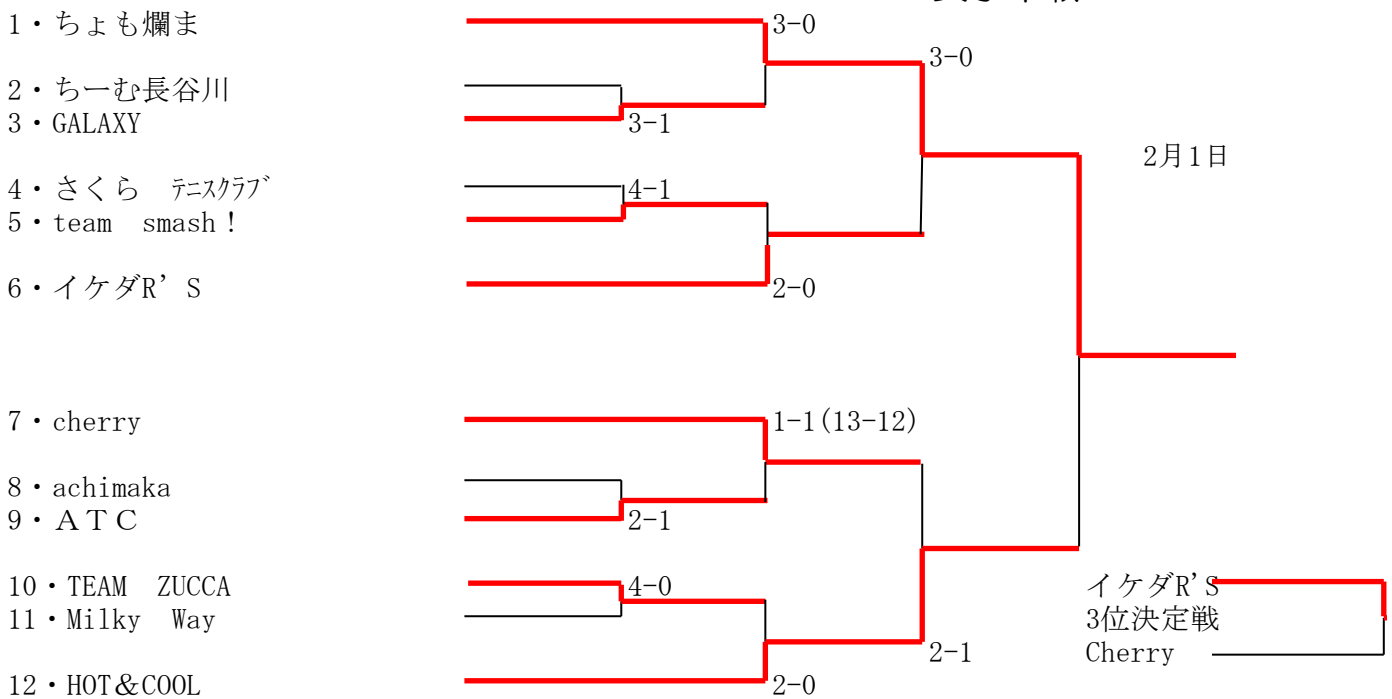 1・ちょも爛ま
3-0
3-0
2・ちーむ長谷川
3・GALAXY
3-1
2月1日
4・さくら　ﾃﾆｽｸﾗﾌﾞ
4-1
5・team　smash！
6・イケダR’S
2-0
7・cherry
1-1(13-12)
8・achimaka
9・ＡＴＣ
2-1
10・TEAM　ZUCCA
4-0
イケダR’S
11・Milky　Way
3位決定戦
2-1
Cherry
12・HOT＆COOL
2-0